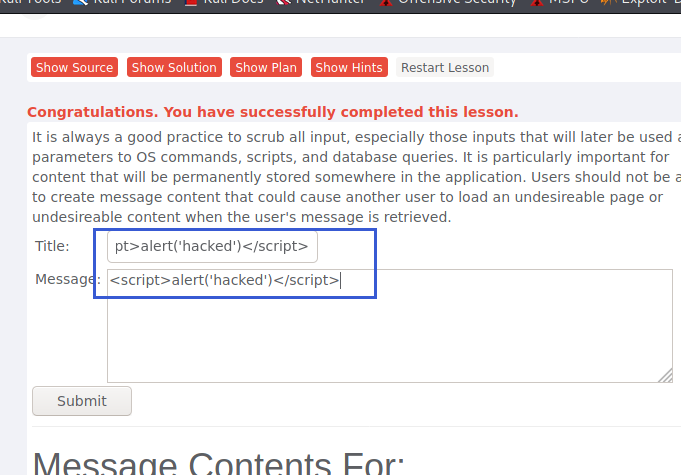 Kali Tools Kali Forums Kali Docs NetHunter Offensive Security MSFU Exploit
Show Source Show Solution Show Plan Show Hints Restart Lesson
Congratulations. You have successfully completed this lesson.
It is always a good practice to scrub all input, especially those inputs that will later be used a
parameters to OS commands, scripts, and database queries. It is particularly important for
content that will be permanently stored somewhere in the application. Users should not be a
to create message content that could cause another user to load an undesireable page or
undesireable content when the user's message is retrieved.
Title: pt>alert('hacked')</script>
Message: <script>alert('hacked')</script>
Submit
Message Contents For: